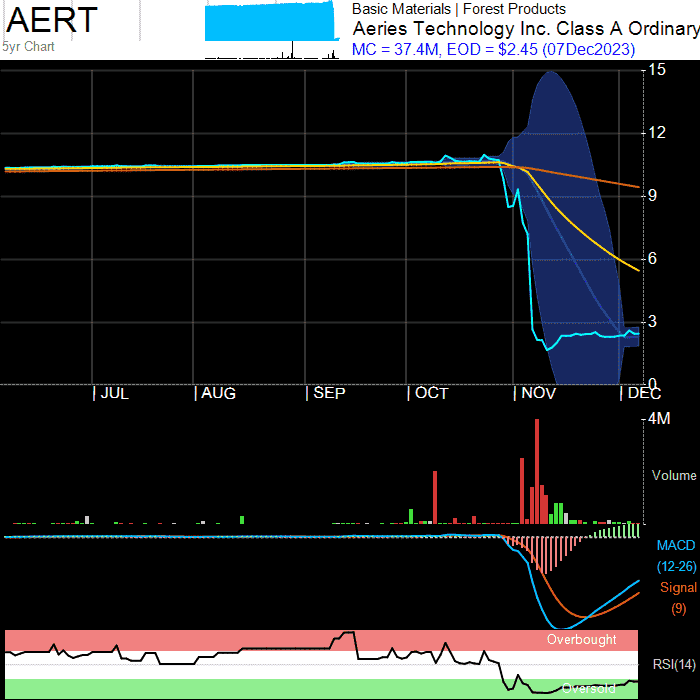 AERT
5yr Chart
Basic Materials | Forest Products
Aeries Technology Inc. Class A Ordinary
MC = 37.4M, EOD = $2.45 (07Dec2023)
15
12
9
6
3
0
JUL
AUG
SEP
OCT
NOV
DEC
4M
Volume
MACD
(12-26)
Signal
(9)
Overbought
RSI(14)
Oversold